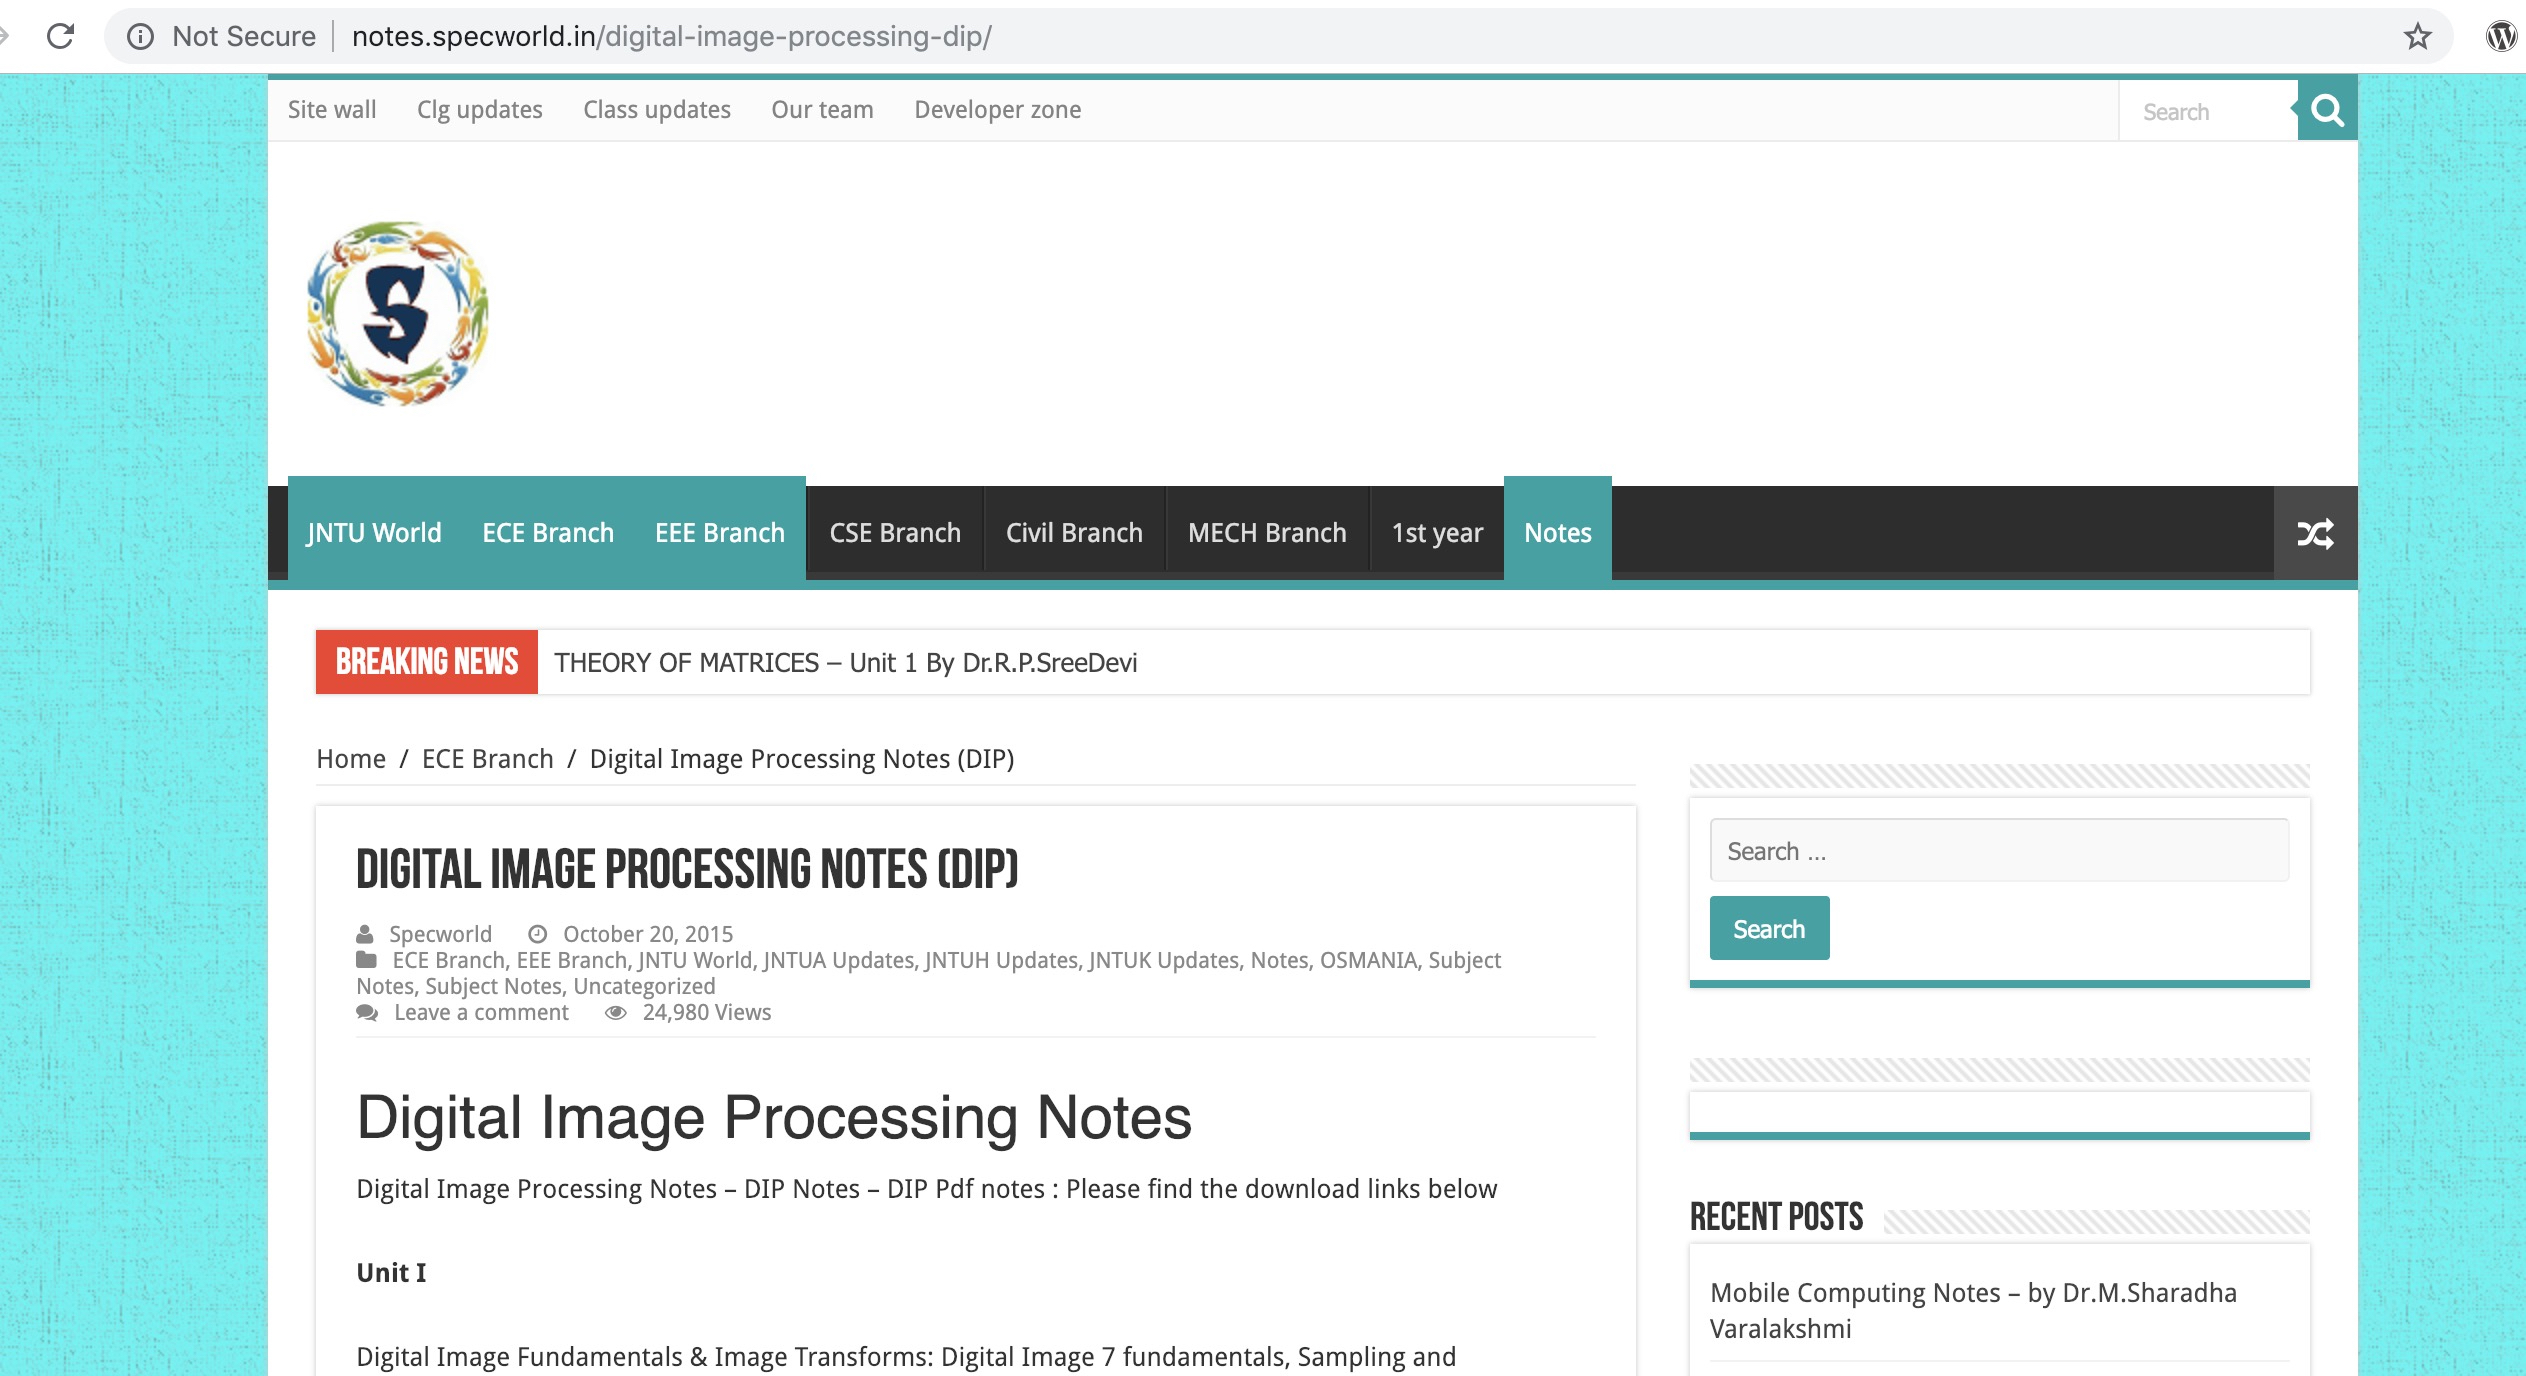 Not Secure notes.specworld.in/digital-image-processing-dip/
Site wall Clg updates Class updates Our team Developer zone Search
S
JNTU World ECE Branch EEE Branch CSE Branch Civil Branch MECH Branch 1st year Notes
BREAKING NEWS THEORY OF MATRICES – Unit 1 By Dr.R.P.SreeDevi
Home / ECE Branch / Digital Image Processing Notes (DIP)
DIGITAL IMAGE PROCESSING NOTES (DIP)
Specworld October 20, 2015
ECE Branch, EEE Branch, JNTU World, JNTUA Updates, JNTUH Updates, JNTUK Updates, Notes, OSMANIA, Subject
Notes, Subject Notes, Uncategorized
Leave a comment 24,980 Views
Digital Image Processing Notes
Digital Image Processing Notes – DIP Notes – DIP Pdf notes : Please find the download links below
Unit I
Digital Image Fundamentals & Image Transforms: Digital Image 7 fundamentals, Sampling and
Search ...
Search
RECENT POSTS
Mobile Computing Notes – by Dr.M.Sharadha
Varalakshmi